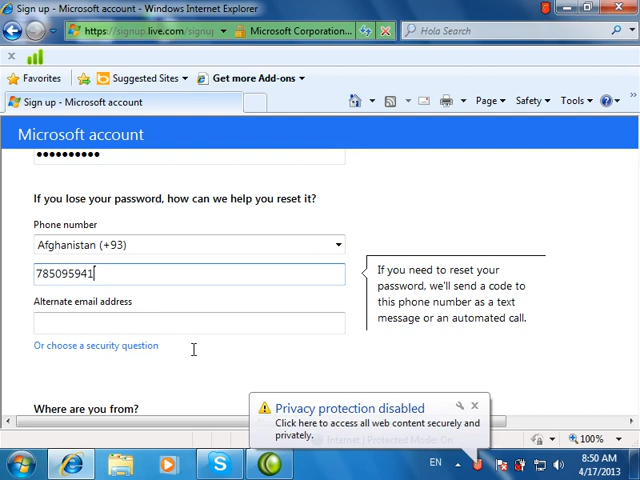 Sign up - Microsoft account - Windows Internet Explorer
https://signup.live.com/signup
Microsoft Corporation...
Hola Search
x
Favorites
Suggested Sites
Get more Add-ons
Sign up - Microsoft account
Page
Safety
Tools
Microsoft account
••••••••••
If you lose your password, how can we help you reset it?
Phone number
Afghanistan (+93)
785095941
If you need to reset your
password, we'll send a code to
this phone number as a text
message or an automated call.
Alternate email address
Or choose a security question
Where are you from?
Privacy protection disabled
Click here to access all web content securely and
privately.
Internet | Protected Mode: On
100%
EN
8:50 AM
4/17/2013